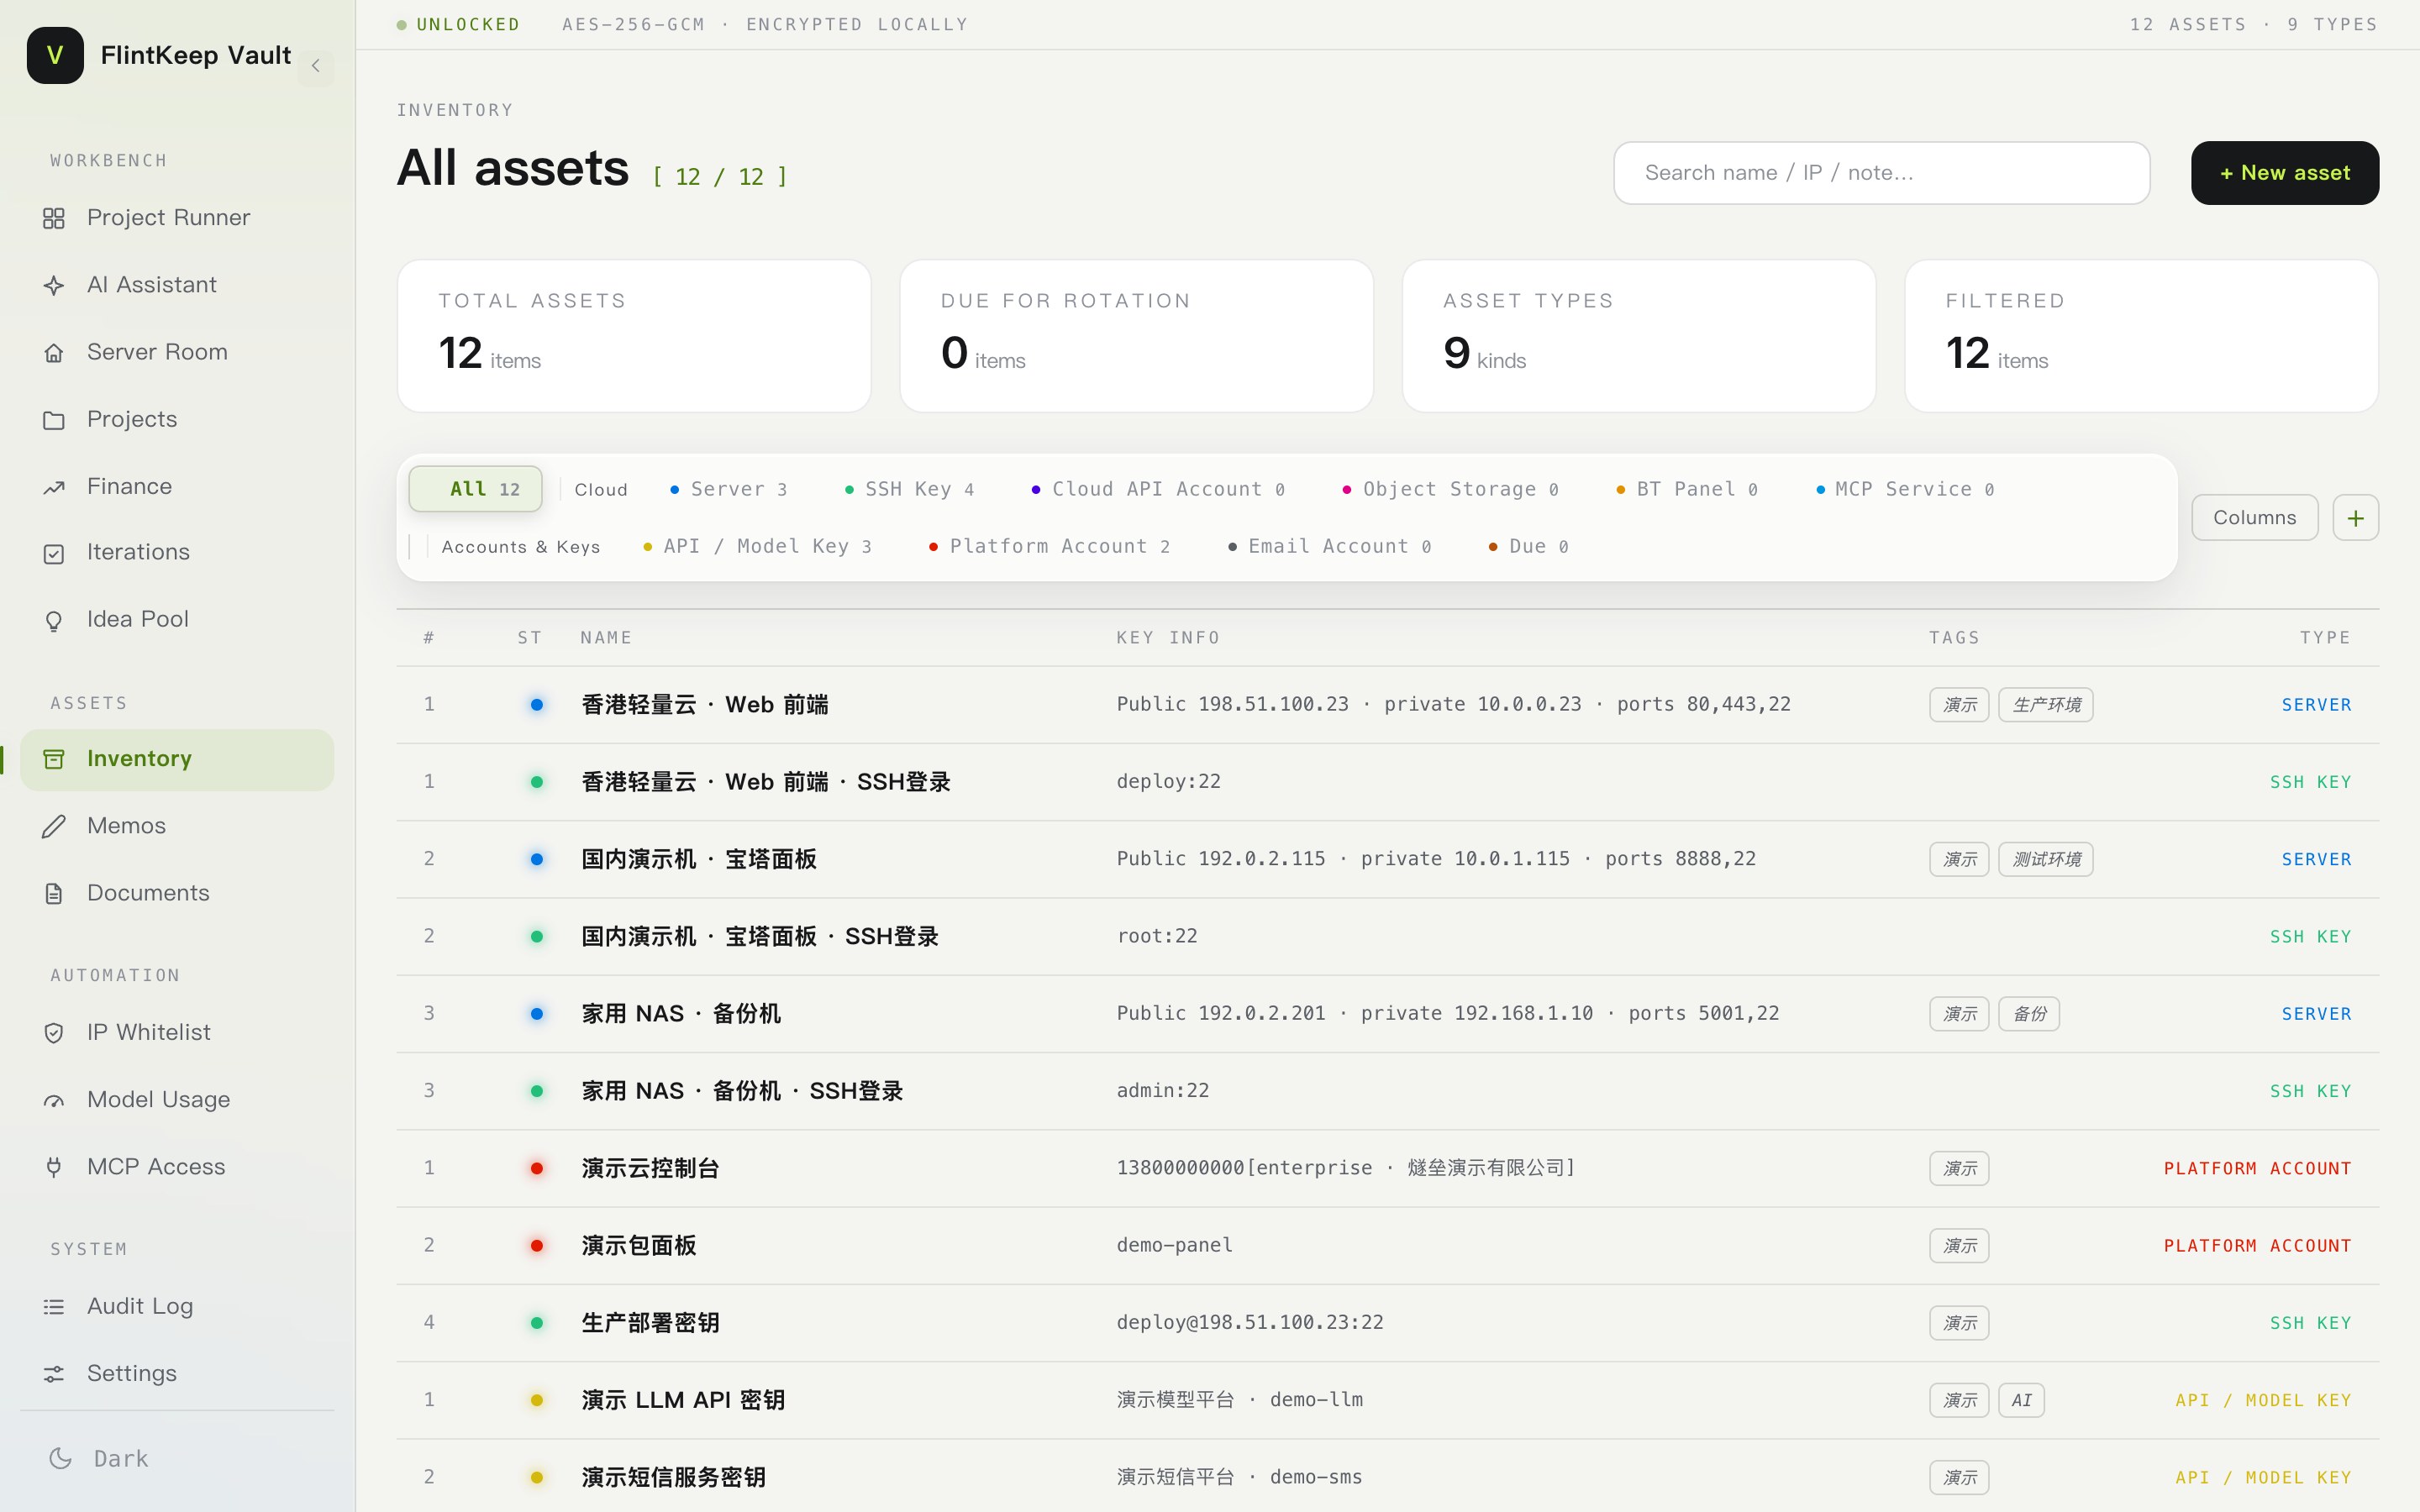 V FlintKeep Vault
WORKBENCH
Project Runner
AI Assistant
Server Room
Projects
Finance
Iterations
Idea Pool
ASSETS
Inventory
Memos
Documents
AUTOMATION
IP Whitelist
Model Usage
MCP Access
SYSTEM
Audit Log
Settings
Dark
UNLOCKED AES-256-GCM · ENCRYPTED LOCALLY 12 ASSETS · 9 TYPES
INVENTORY
All assets [ 12 / 12 ] Search name / IP / note... + New asset
TOTAL ASSETS DUE FOR ROTATION ASSET TYPES FILTERED
12 items 0 items 9 kinds 12 items
All 12 Cloud Server 3 SSH Key 4 Cloud API Account 0 Object Storage 0 BT Panel 0 MCP Service 0
Accounts & Keys API / Model Key 3 Platform Account 2 Email Account 0 Due 0
Columns +
# ST NAME KEY INFO TAGS TYPE
1 香港轻量云 · Web 前端 Public 198.51.100.23 · private 10.0.0.23 · ports 80,443,22 演示 生产环境 SERVER
1 香港轻量云 · Web 前端 · SSH登录 deploy:22 SSH KEY
2 国内演示机 · 宝塔面板 Public 192.0.2.115 · private 10.0.1.115 · ports 8888,22 演示 测试环境 SERVER
2 国内演示机 · 宝塔面板 · SSH登录 root:22 SSH KEY
3 家用 NAS · 备份机 Public 192.0.2.201 · private 192.168.1.10 · ports 5001,22 演示 备份 SERVER
3 家用 NAS · 备份机 · SSH登录 admin:22 SSH KEY
1 演示云控制台 13800000000[enterprise · 燧垒演示有限公司] 演示 PLATFORM ACCOUNT
2 演示包面板 demo-panel 演示 PLATFORM ACCOUNT
4 生产部署密钥 deploy@198.51.100.23:22 演示 SSH KEY
1 演示 LLM API 密钥 演示模型平台 · demo-llm 演示 AI API / MODEL KEY
2 演示短信服务密钥 演示短信平台 · demo-sms 演示 API / MODEL KEY